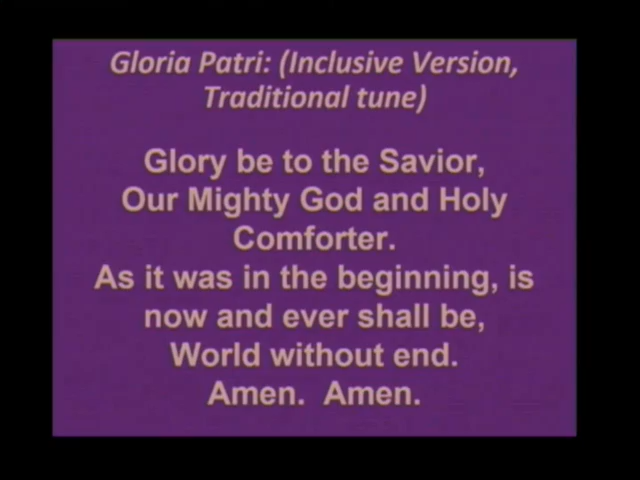 Gloria Patri: (Inclusive Version,
Traditional tune)
Glory be to the Savior,
Our Mighty God and Holy
Comforter.
As it was in the beginning, is
now and ever shall be,
World without end.
Amen.  Amen.